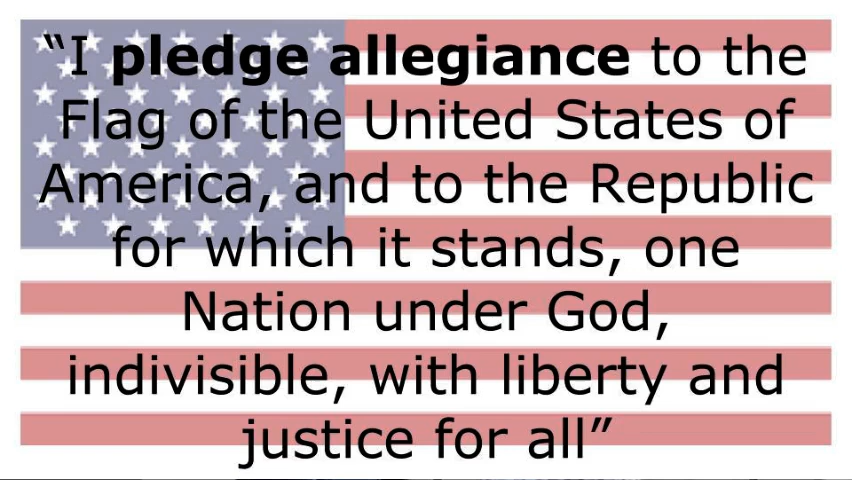 “I pledge allegiance to the
Flag of the United States of
America, and to the Republic
for which it stands, one
Nation under God,
indivisible, with liberty and
justice for all”